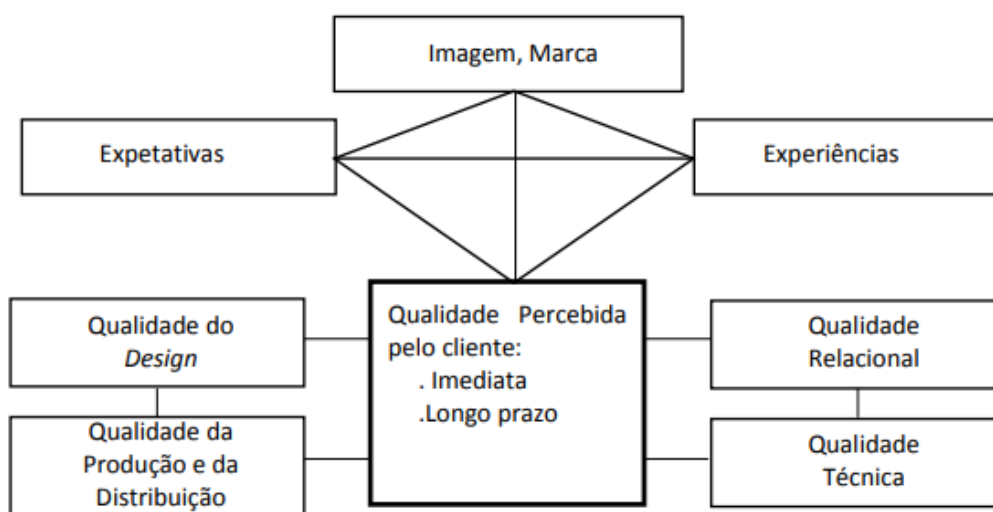 Imagem, Marca
Expetativas
Experiências
Qualidade do
Design
Qualidade Percebida
pelo cliente:
. Imediata
.Longo prazo
Qualidade
Relacional
Qualidade da
Produção e da
Distribuição
Qualidade
Técnica